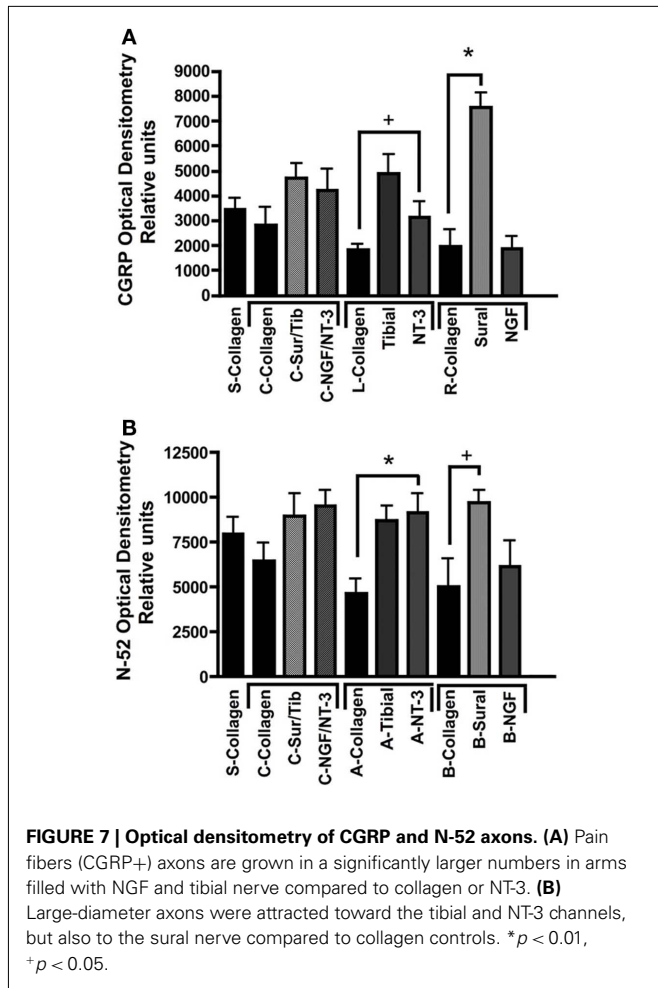 A
CGRP Optical Densitometry
Relative units
9000
8000
7000
6000
5000
4000
3000
2000
1000
0
+
*
S-Collagen
C-Collagen
C-Sur/Tib
C-NGF/NT-3
L-Collagen
Tibial
NT-3
R-Collagen
Sural
NGF
B
N-52 Optical Densitometry
Relative units
12500
10000
7500
5000
2500
0
*
+
S-Collagen
C-Collagen
C-Sur/Tib
C-NGF/NT-3
A-Collagen
A-Tibial
A-NT-3
B-Collagen
B-Sural
B-NGF
FIGURE 7 | Optical densitometry of CGRP and N-52 axons. (A) Pain
fibers (CGRP+) axons are grown in a significantly larger numbers in arms
filled with NGF and tibial nerve compared to collagen or NT-3. (B)
Large-diameter axons were attracted toward the tibial and NT-3 channels,
but also to the sural nerve compared to collagen controls. *p < 0.01,
+p < 0.05.